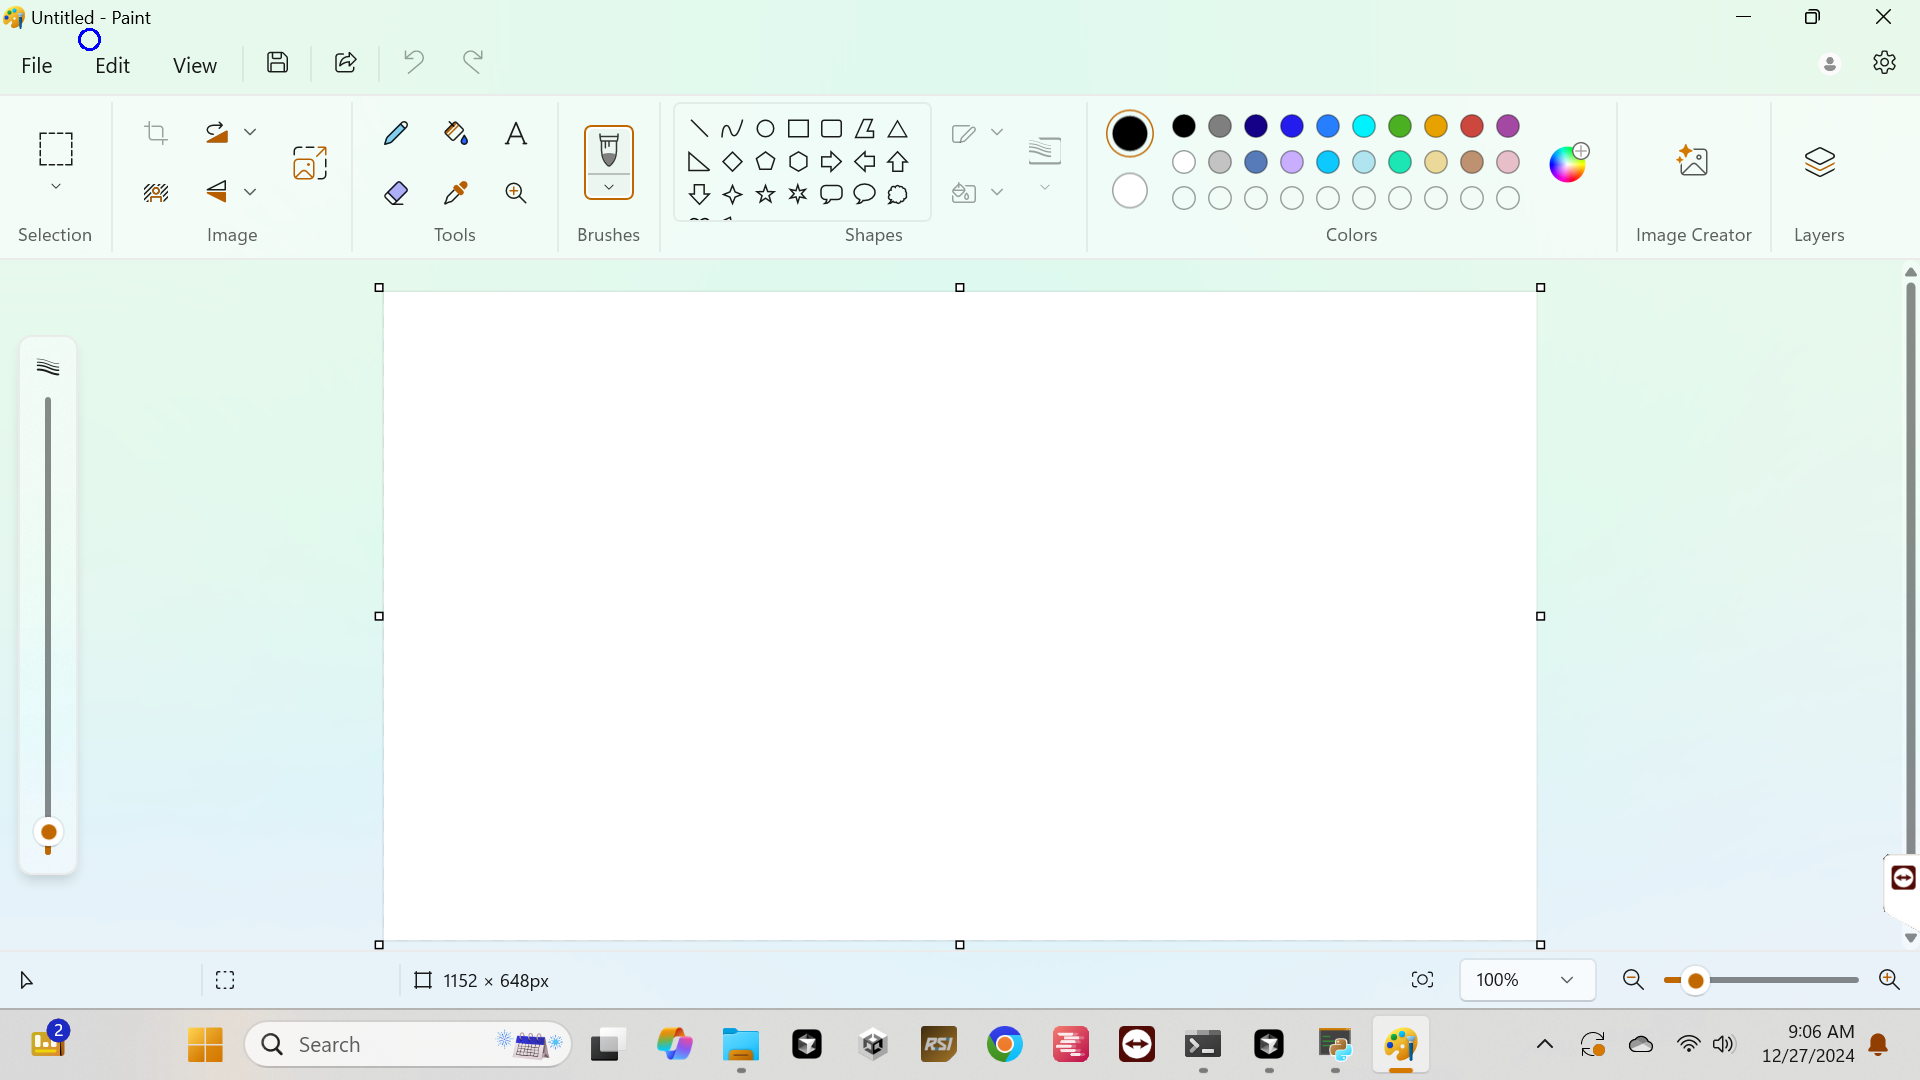 Untitled - Paint
File Edit View
Selection Image Tools Brushes Shapes Colors Image Creator Layers
1152 × 648px
100%
2
Search
RSI
9:06 AM
12/27/2024